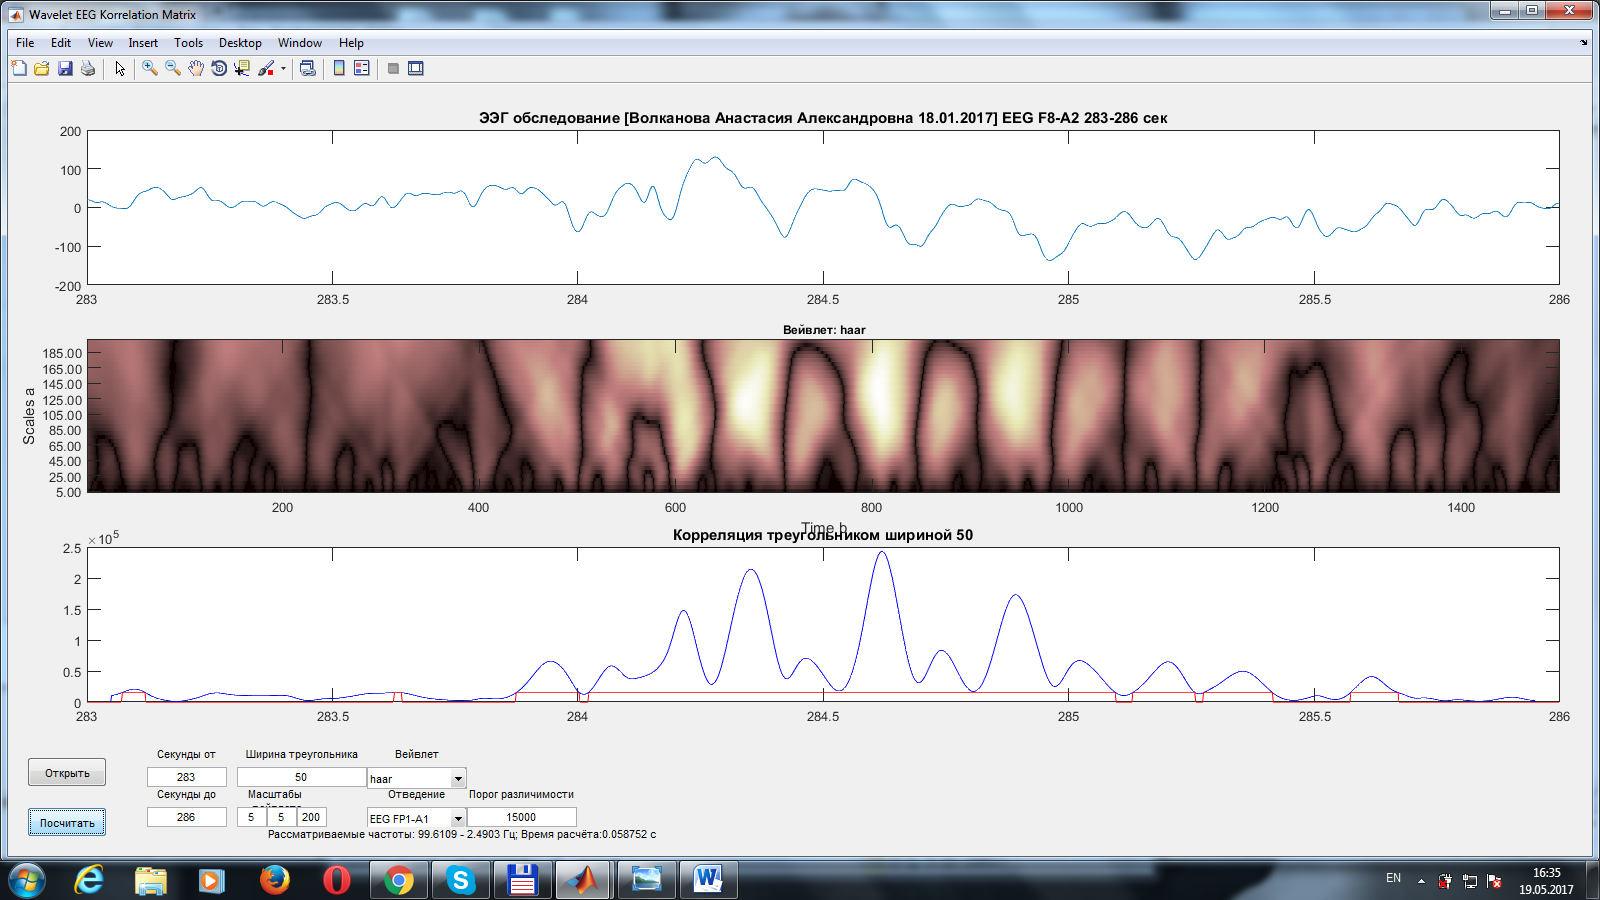 Wavelet EEG Korrelation Matrix
File Edit View Insert Tools Desktop Window Help
ЭЭГ обследование [Волканова Анастасия Александровна 18.01.2017] EEG F8-A2 283-286 сек
200
100
0
-100
-200
283 283.5 284 284.5 285 285.5 286
Вейвлет: haar
Scales a
185.00
165.00
145.00
125.00
105.00
85.00
65.00
45.00
25.00
5.00
200 400 600 800 1000 1200 1400
Time b
Корреляция треугольником шириной 50
×10^5
2.5
2
1.5
1
0.5
0
283 283.5 284 284.5 285 285.5 286
Секунды от Ширина треугольника Вейвлет
Открыть 283 50 haar
Секунды до Масштабы Отведение Порог различимости
Посчитать 286 5 5 200 EEG FP1-A1 15000
Рассматриваемые частоты: 99.6109 - 2.4903 Гц; Время расчёта:0.058752 с
EN 16:35
19.05.2017